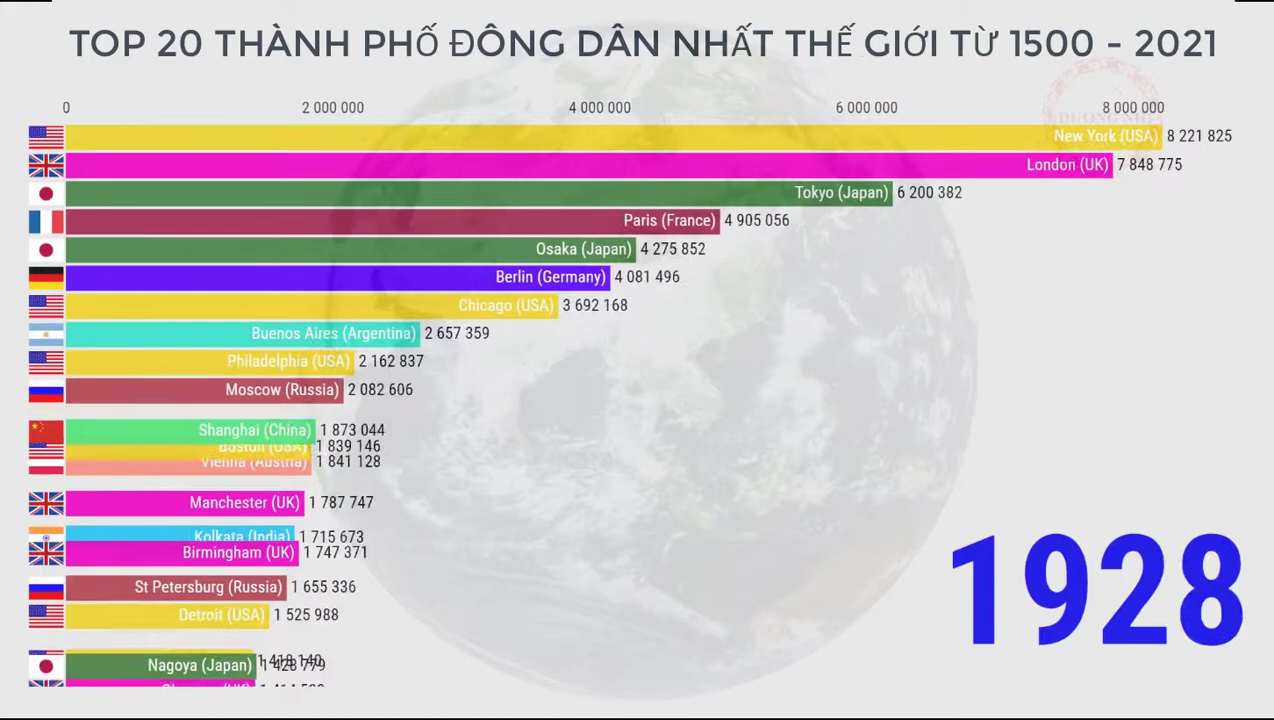 TOP 20 THÀNH PHỐ ĐÔNG DÂN NHẤT THẾ GIỚI TỪ 1500 - 2021
0 2 000 000 4 000 000 6 000 000 8 000 000
New York (USA) 8 221 825
London (UK) 7 848 775
Tokyo (Japan) 6 200 382
Paris (France) 4 905 056
Osaka (Japan) 4 275 852
Berlin (Germany) 4 081 496
Chicago (USA) 3 692 168
Buenos Aires (Argentina) 2 657 359
Philadelphia (USA) 2 162 837
Moscow (Russia) 2 082 606
Shanghai (China) 1 873 044
Boston (USA) 1 839 146
Vienna (Austria) 1 841 128
Manchester (UK) 1 787 747
Kolkata (India) 1 715 673
Birmingham (UK) 1 747 371
St Petersburg (Russia) 1 655 336
Detroit (USA) 1 525 988
Nagoya (Japan)
1928